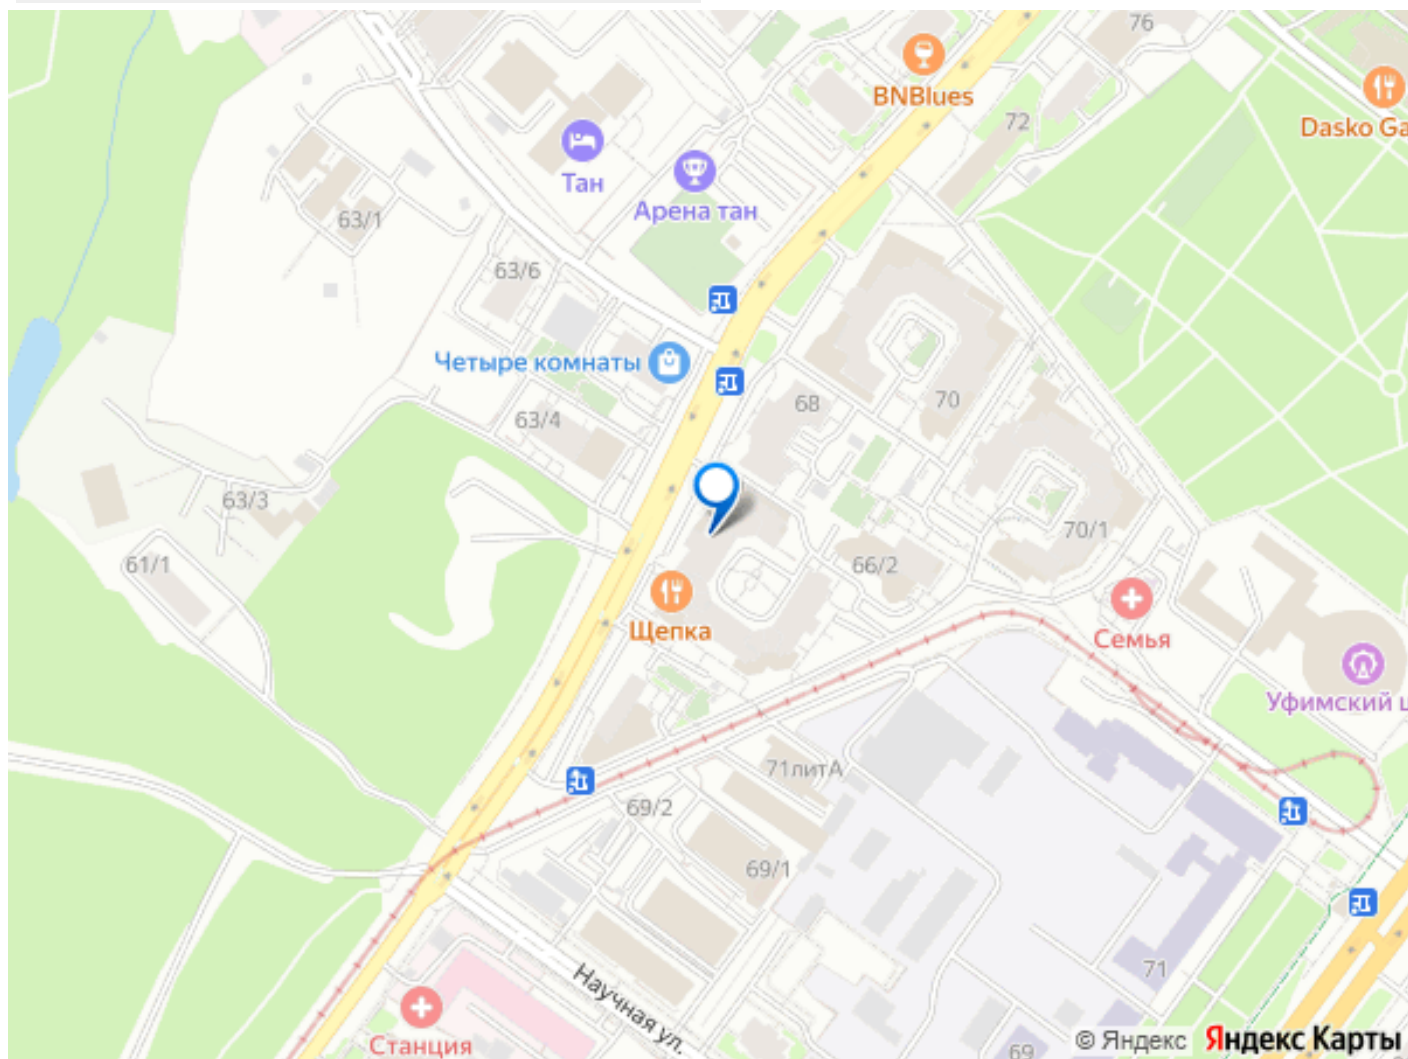 76
BNBlues
Dasko Ga
72
Тан
Арена тан
63/1
63/6
Четыре комнаты
68
70
63/4
63/3
70/1
61/1
66/2
Щепка
Семья
Уфимский ц
71литА
69/2
69/1
71
Научная ул.
Станция
69
© Яндекс Яндекс Карты